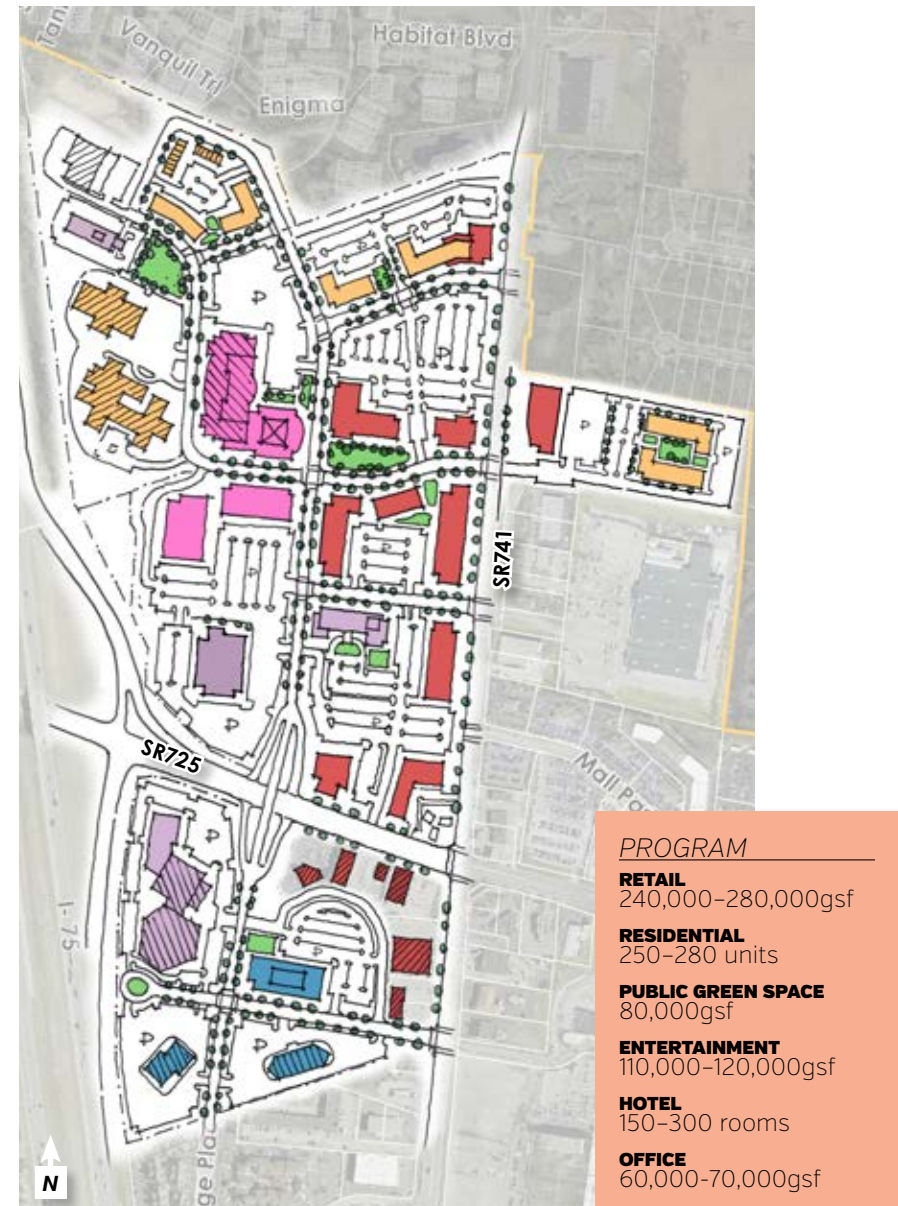 Vanquil Trl
Habitat Blvd
Enigma
SR741
SR725
Mall
I-75
ge Pla
N
PROGRAM
RETAIL
240,000–280,000gsf
RESIDENTIAL
250–280 units
PUBLIC GREEN SPACE
80,000gsf
ENTERTAINMENT
110,000–120,000gsf
HOTEL
150–300 rooms
OFFICE
60,000-70,000gsf